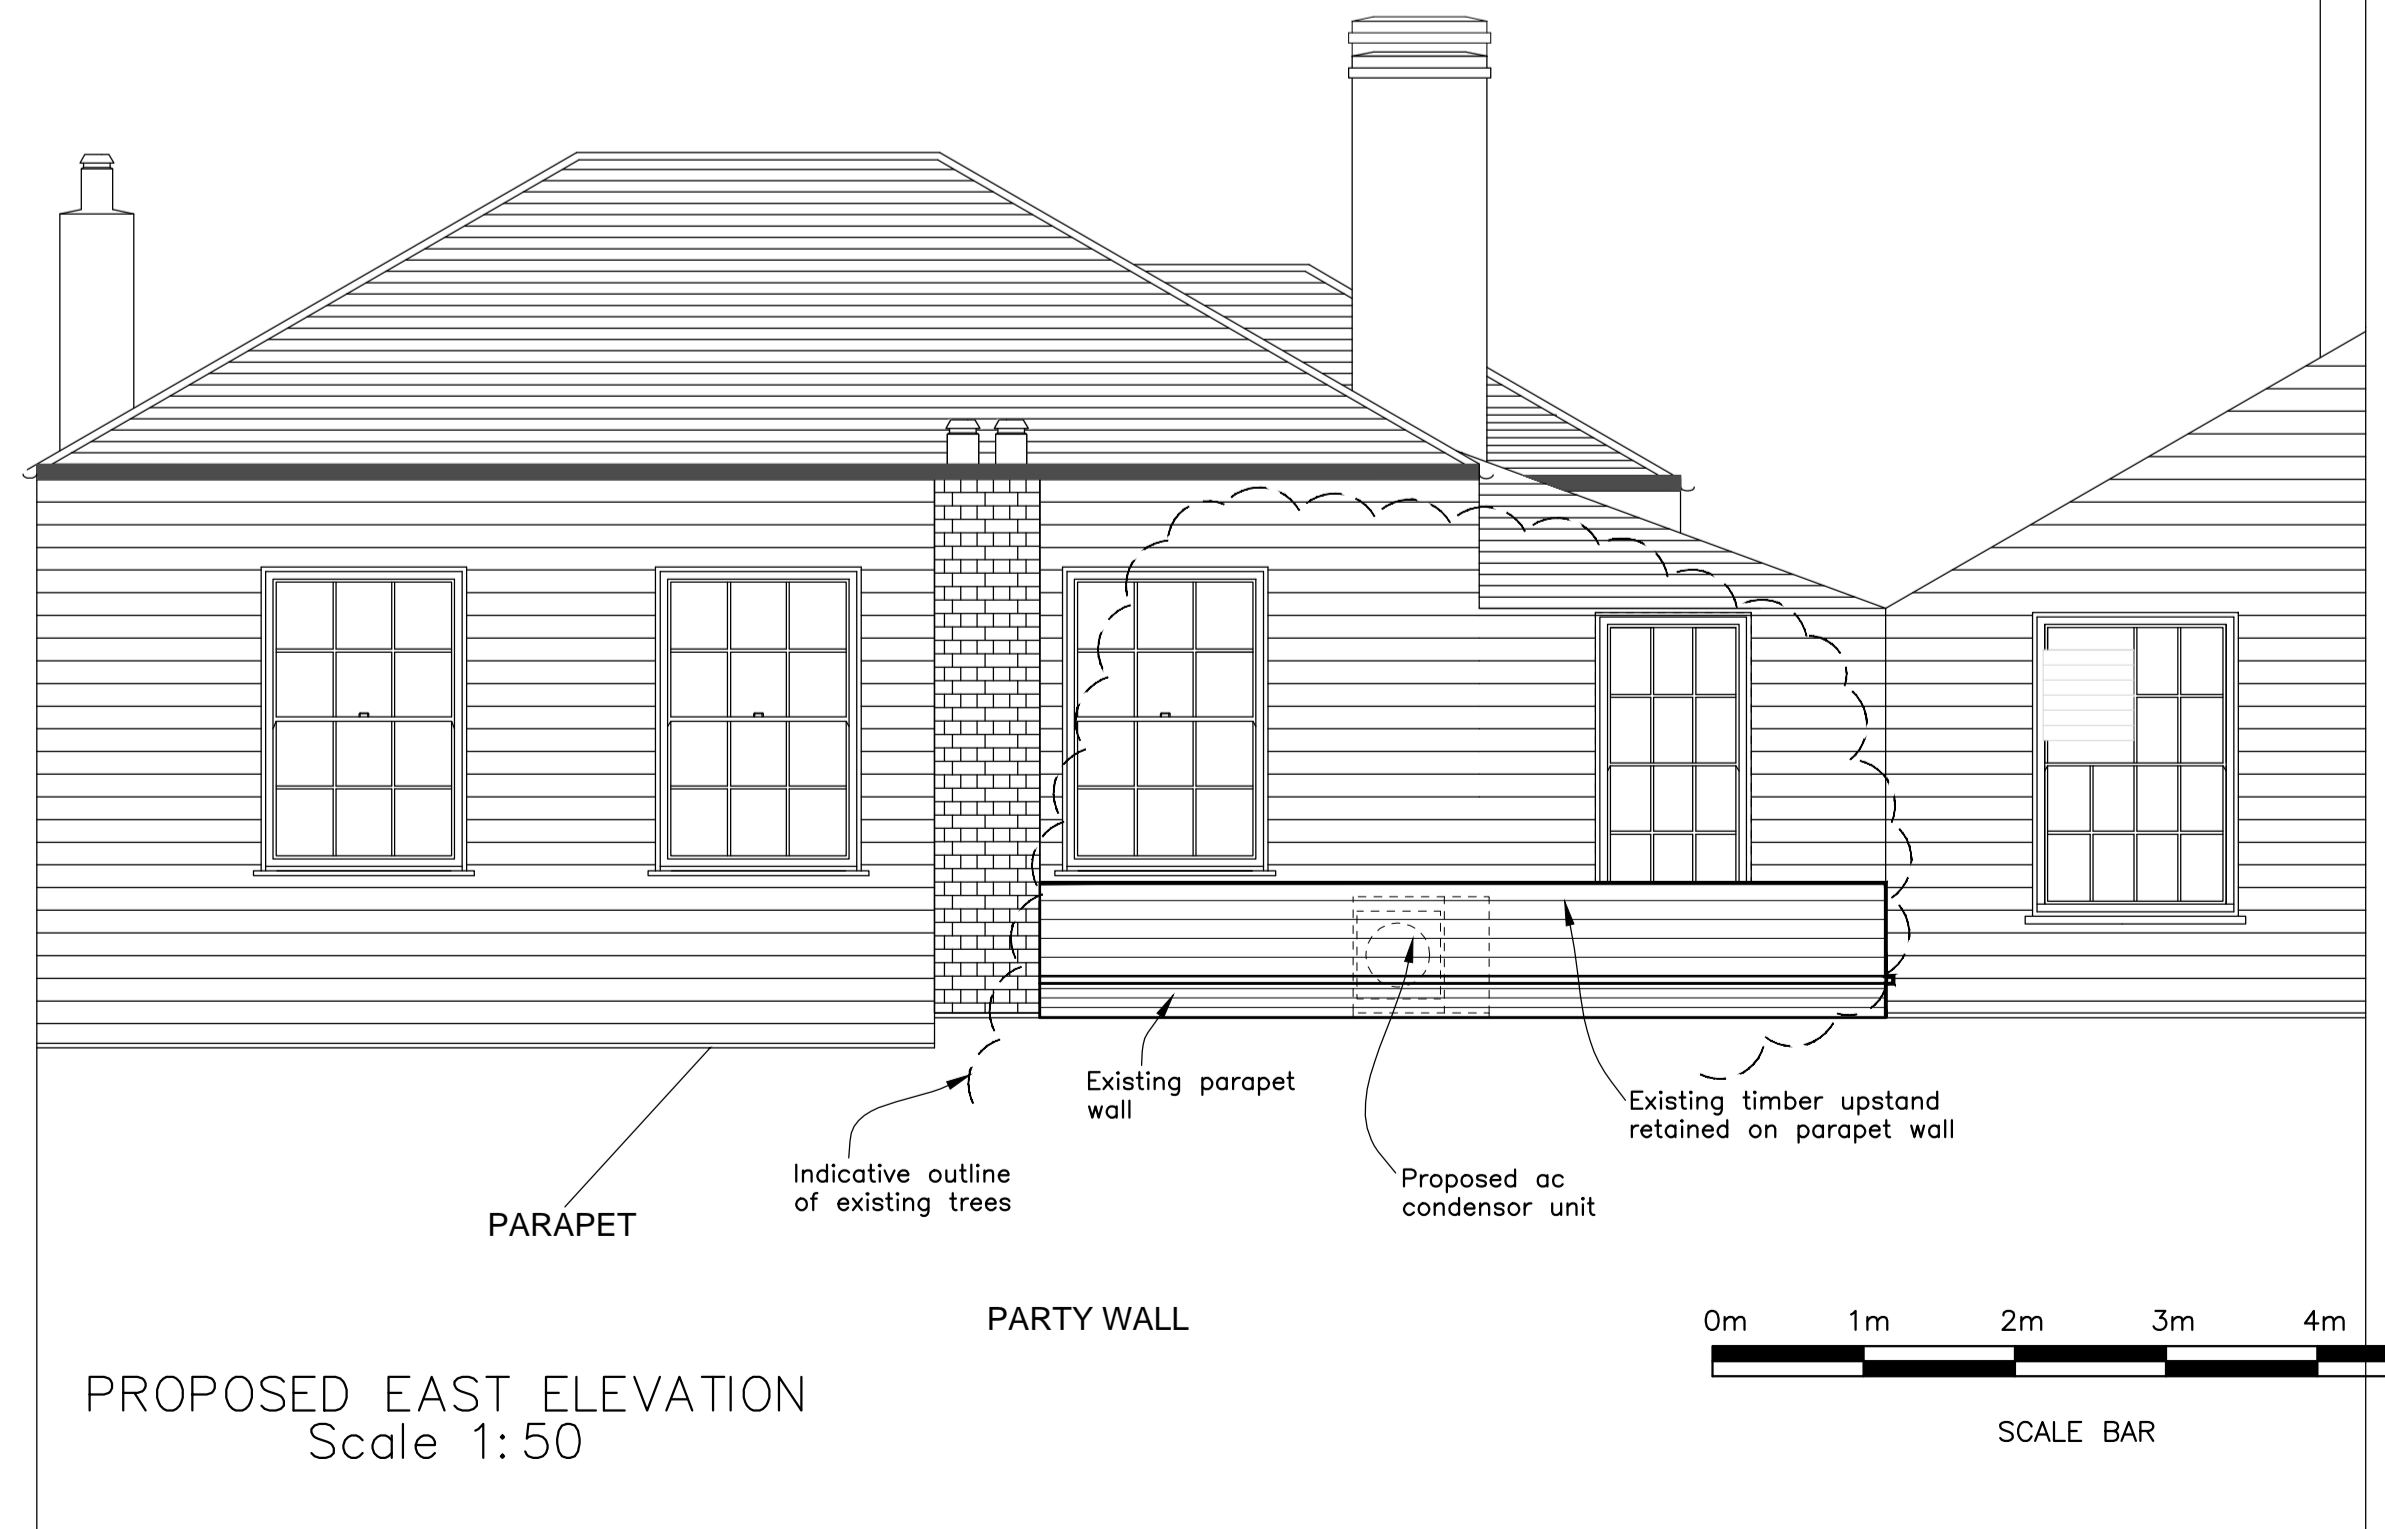 Existing parapet
wall
Existing timber upstand
retained on parapet wall
Indicative outline
of existing trees
Proposed ac
condensor unit
PARAPET
PARTY WALL
0m 1m 2m 3m 4m
PROPOSED EAST ELEVATION
Scale 1:50
SCALE BAR